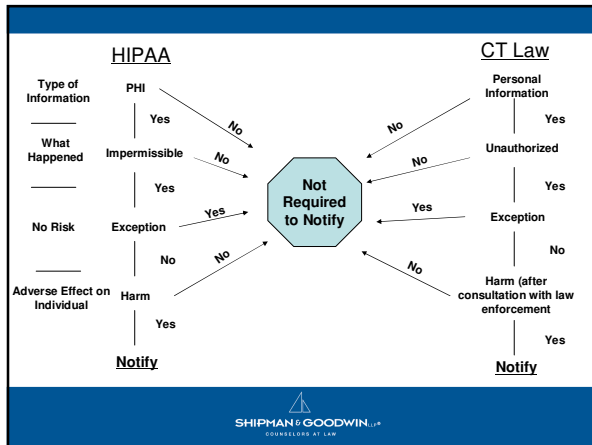 HIPAA
CT Law
Type of
Information
PHI
Personal
Information
Yes
No
No
Yes
What
Happened
Impermissible
No
No
Unauthorized
Not
Required
to Notify
Yes
Yes
No Risk
Exception
Yes
Yes
Exception
No
No
No
No
Adverse Effect on
Individual
Harm
Harm (after
consultation with law
enforcement
Yes
Yes
Notify
Notify
SHIPMAN & GOODWIN LLP®
COUNSELORS AT LAW